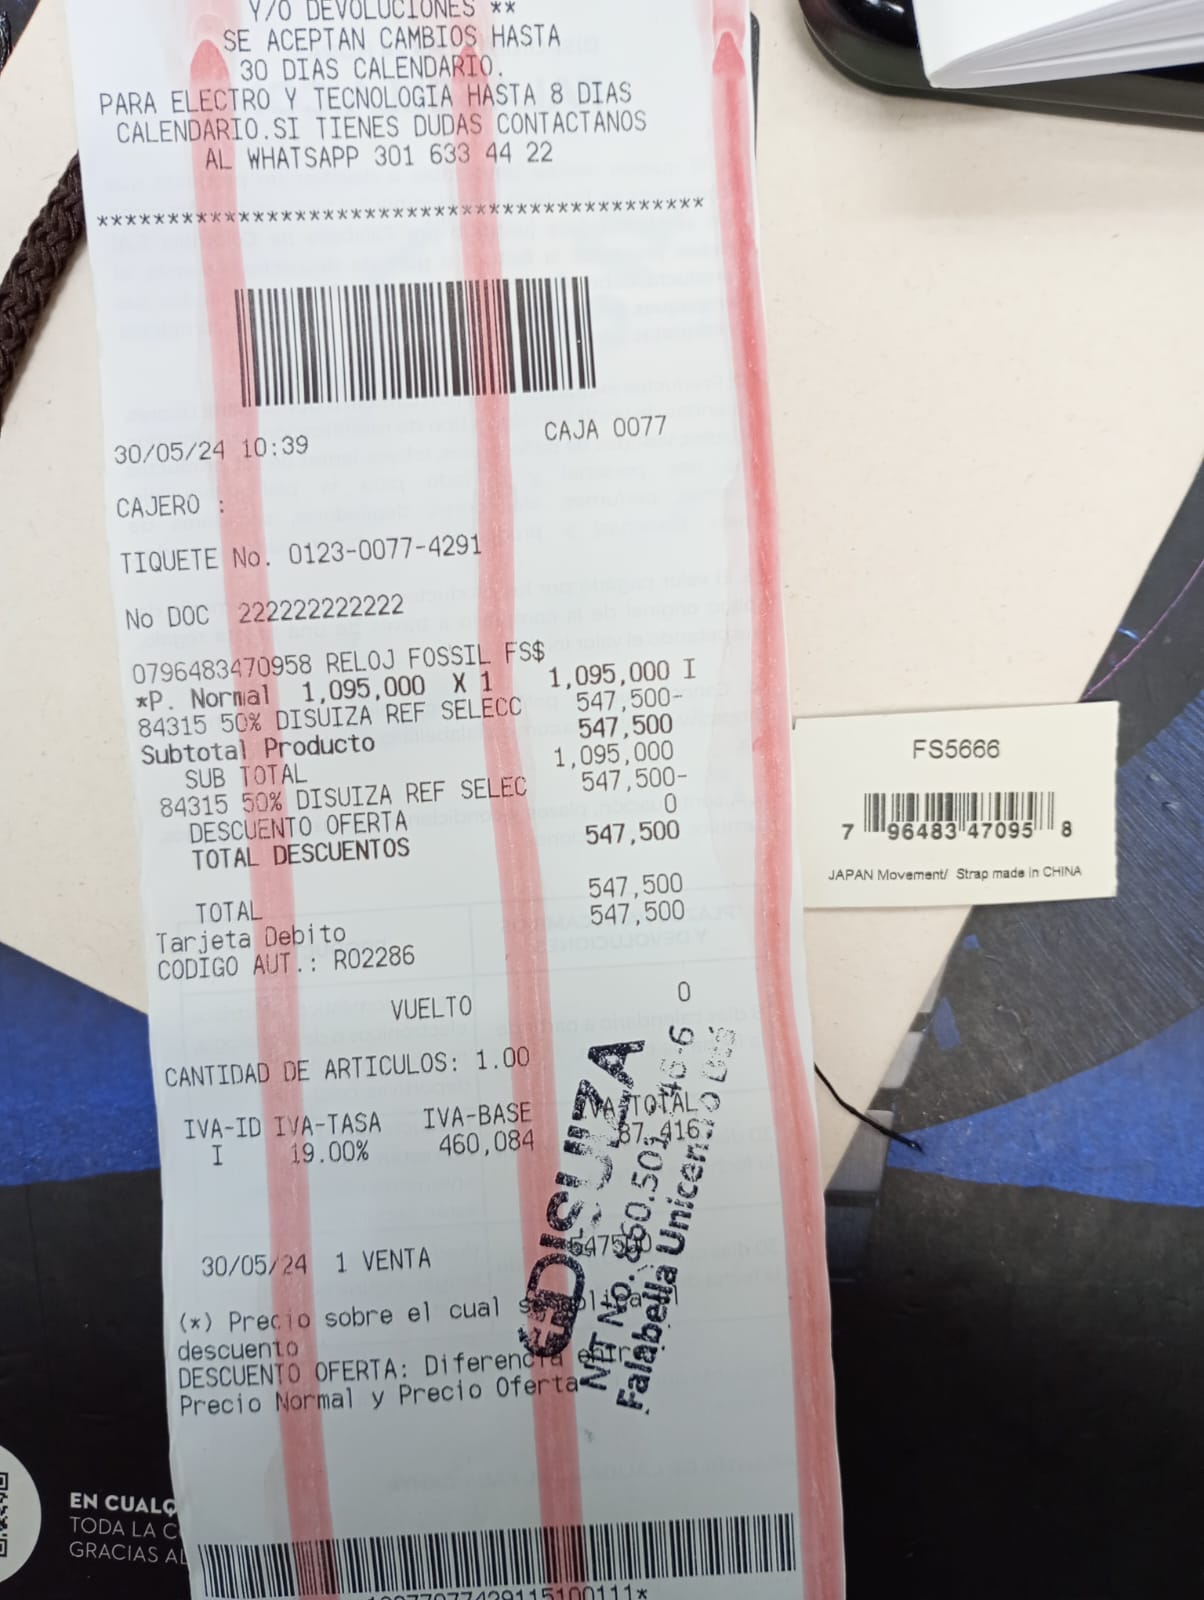 Y/O DEVOLUCIONES **
SE ACEPTAN CAMBIOS HASTA
30 DIAS CALENDARIO.
PARA ELECTRO Y TECNOLOGIA HASTA 8 DIAS
CALENDARIO.SI TIENES DUDAS CONTACTANOS
AL WHATSAPP 301 633 44 22
*******************************************
30/05/24 10:39 CAJA 0077
CAJERO :
TIQUETE No. 0123-0077-4291
No DOC 222222222222
0796483470958 RELOJ FOSSIL FS$
*P. Normal 1,095,000 X 1 1,095,000 I
84315 50% DISUIZA REF SELECC 547,500-
Subtotal Producto 547,500
SUB TOTAL 1,095,000
84315 50% DISUIZA REF SELEC 547,500-
DESCUENTO OFERTA 0
TOTAL DESCUENTOS 547,500
TOTAL 547,500
Tarjeta Debito 547,500
CODIGO AUT.: R02286
VUELTO 0
CANTIDAD DE ARTICULOS: 1.00
IVA-ID IVA-TASA IVA-BASE IVA TOTAL
I 19.00% 460,084 87,416
30/05/24 1 VENTA
(*) Precio sobre el cual
descuento
DESCUENTO OFERTA: Diferencia entre
Precio Normal y Precio Oferta
DISUIZA
NIT No.
Falabella Unicentro
FS5666
7 96483 47095 8
JAPAN Movement/ Strap made in CHINA
EN CUALQ
TODA LA C
GRACIAS AL